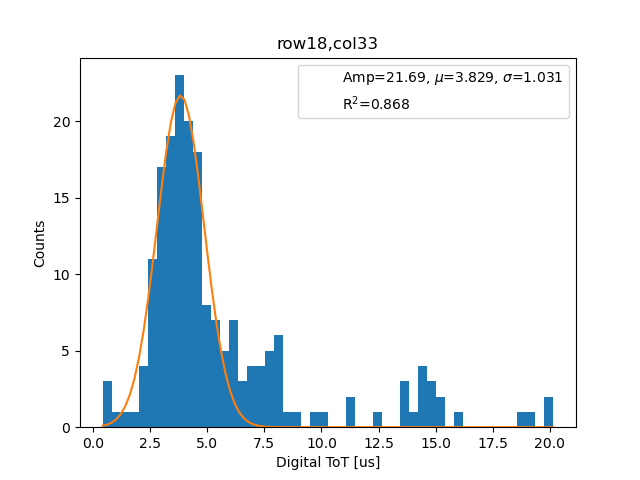 row18,col33
Amp=21.69, μ=3.829, σ=1.031
R²=0.868
Counts
20
15
10
5
0
0.0 2.5 5.0 7.5 10.0 12.5 15.0 17.5 20.0
Digital ToT [us]